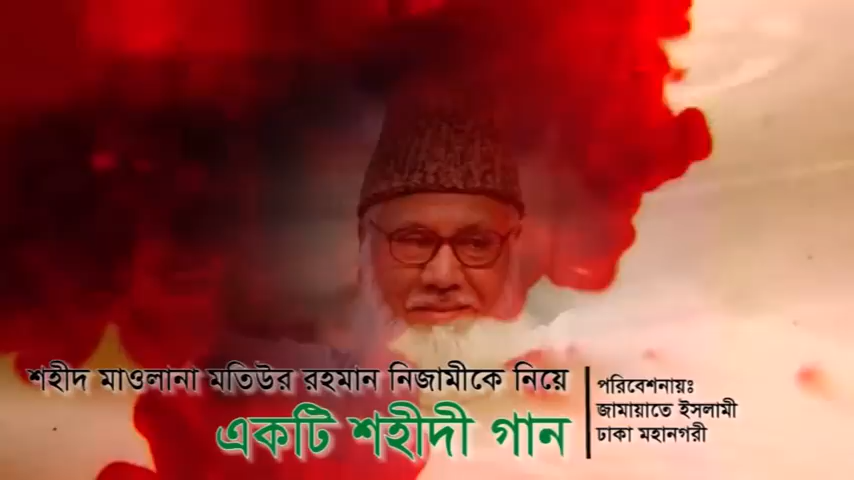 শহীদ মাওলানা মতিউর রহমান নিজামীকে নিয়ে
একটি শহীদী গান
পরিবেশনায়ঃ
জামায়াতে ইসলামী
ঢাকা মহানগরী